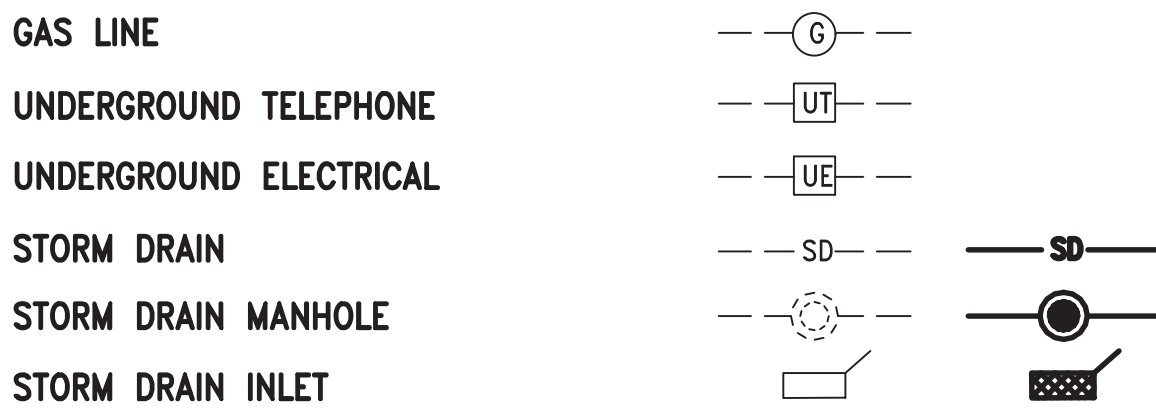 GAS LINE G
UNDERGROUND TELEPHONE UT
UNDERGROUND ELECTRICAL UE
STORM DRAIN SD SD
STORM DRAIN MANHOLE
STORM DRAIN INLET